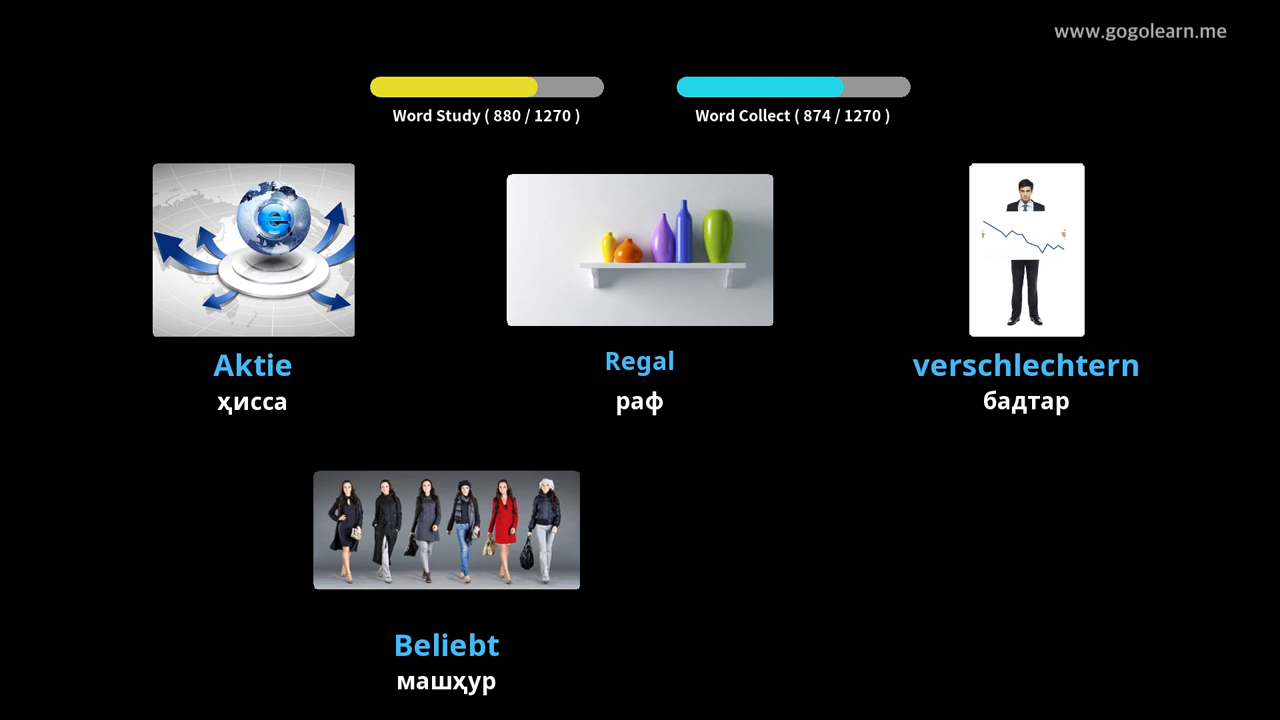 www.gogolearn.me
Word Study ( 880 / 1270 )
Word Collect ( 874 / 1270 )
e
Aktie
ҳисса
Regal
раф
verschlechtern
бадтар
Beliebt
машҳур